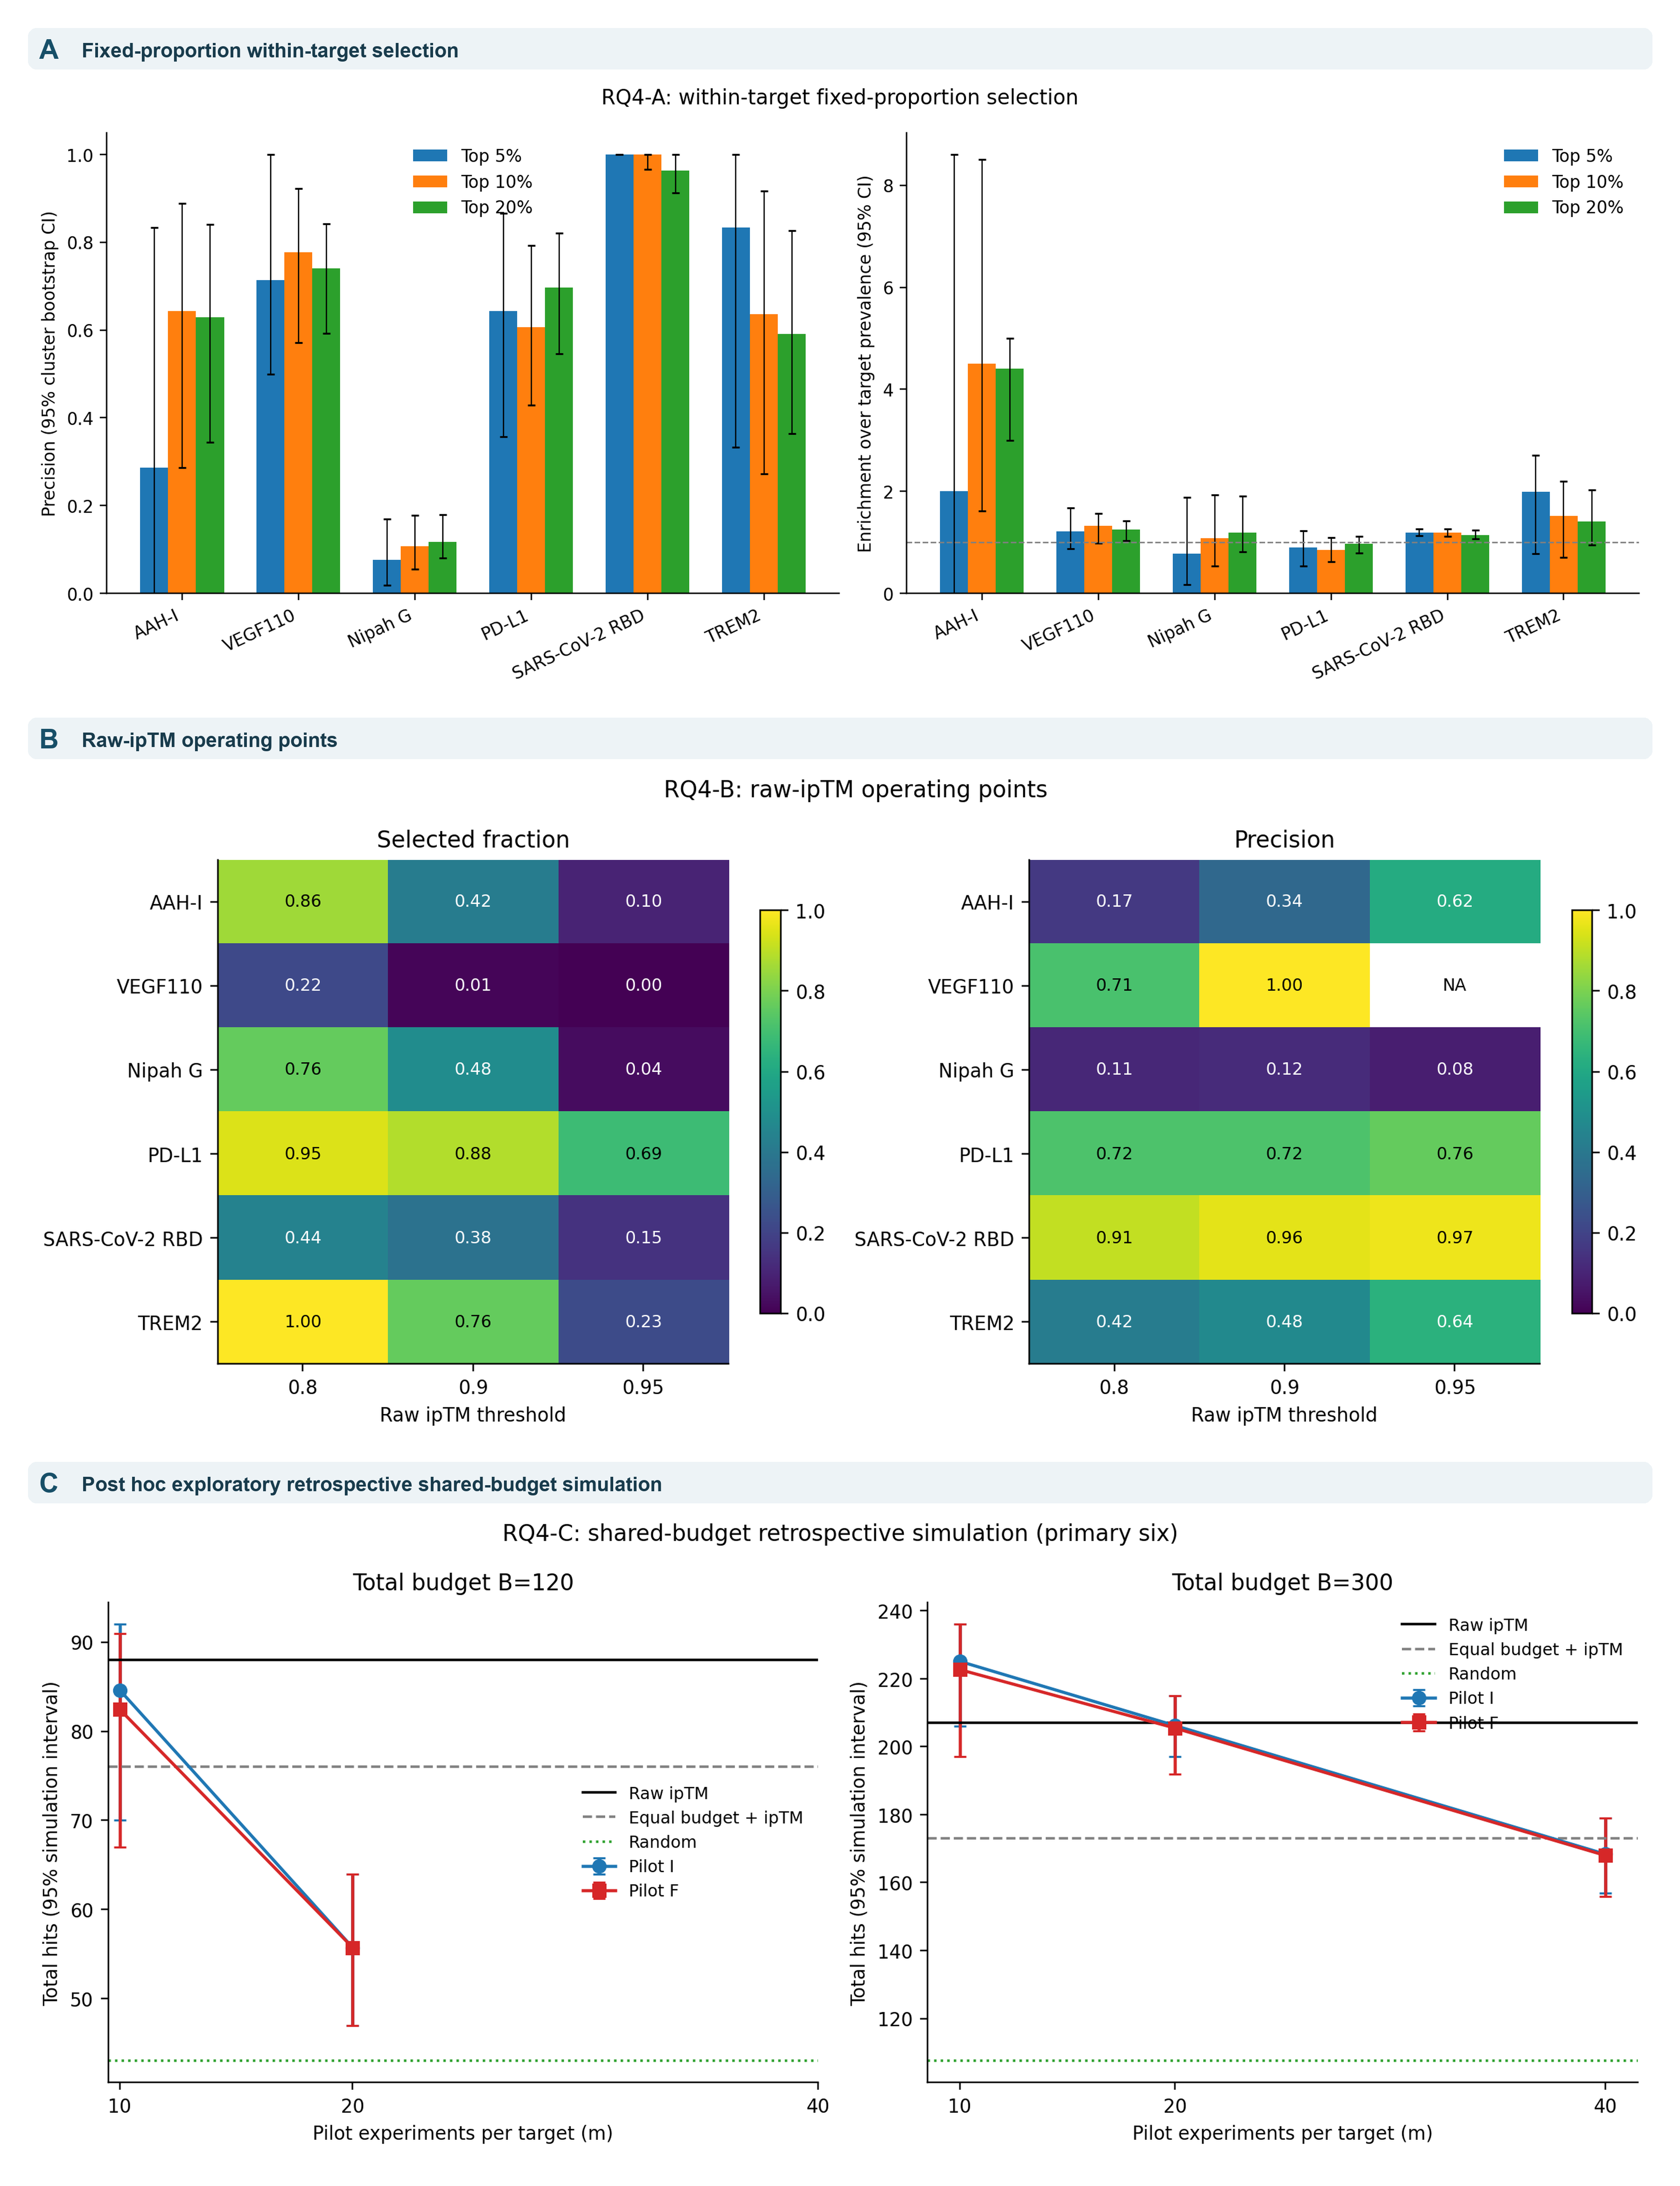 A Fixed-proportion within-target selection
RQ4-A: within-target fixed-proportion selection
Precision (95% cluster bootstrap CI)
1.0
0.8
0.6
0.4
0.2
0.0
Top 5%
Top 10%
Top 20%
AAH-I
VEGF110
Nipah G
PD-L1
SARS-CoV-2 RBD
TREM2
Enrichment over target prevalence (95% CI)
8
6
4
2
0
Top 5%
Top 10%
Top 20%
AAH-I
VEGF110
Nipah G
PD-L1
SARS-CoV-2 RBD
TREM2
B Raw-ipTM operating points
RQ4-B: raw-ipTM operating points
Selected fraction
AAH-I 0.86 0.42 0.10
VEGF110 0.22 0.01 0.00
Nipah G 0.76 0.48 0.04
PD-L1 0.95 0.88 0.69
SARS-CoV-2 RBD 0.44 0.38 0.15
TREM2 1.00 0.76 0.23
0.8 0.9 0.95
Raw ipTM threshold
1.0
0.8
0.6
0.4
0.2
0.0
Precision
AAH-I 0.17 0.34 0.62
VEGF110 0.71 1.00 NA
Nipah G 0.11 0.12 0.08
PD-L1 0.72 0.72 0.76
SARS-CoV-2 RBD 0.91 0.96 0.97
TREM2 0.42 0.48 0.64
0.8 0.9 0.95
Raw ipTM threshold
1.0
0.8
0.6
0.4
0.2
0.0
C Post hoc exploratory retrospective shared-budget simulation
RQ4-C: shared-budget retrospective simulation (primary six)
Total budget B=120
Total hits (95% simulation interval)
90
80
70
60
50
Raw ipTM
Equal budget + ipTM
Random
Pilot I
Pilot F
10 20 40
Pilot experiments per target (m)
Total budget B=300
Total hits (95% simulation interval)
240
220
200
180
160
140
120
Raw ipTM
Equal budget + ipTM
Random
Pilot I
Pilot F
10 20 40
Pilot experiments per target (m)